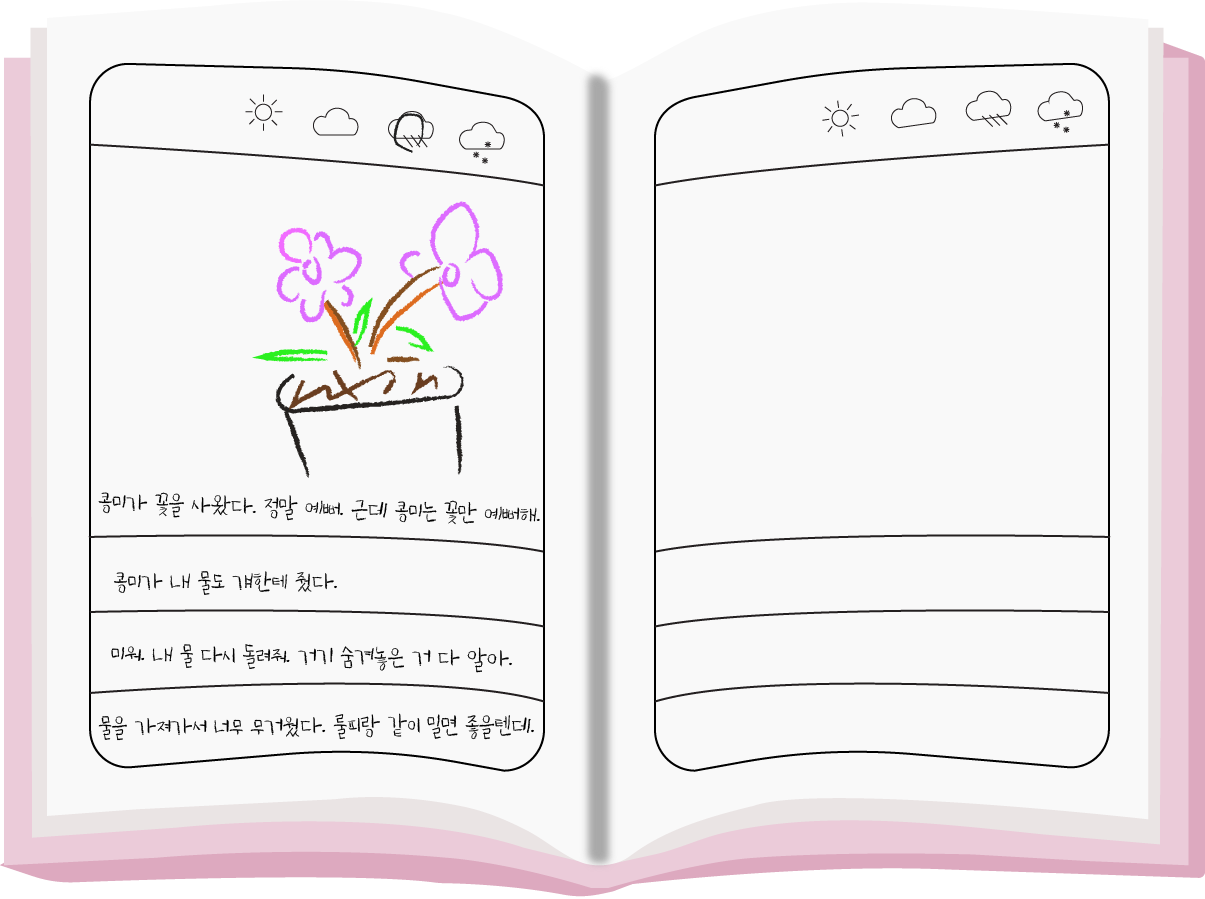 콩미가 꽃을 사왔다. 정말 예뻐. 근데 콩미는 꽃만 예뻐해.
콩미가 내 물도 걔한테 줬다.
미워. 내 물 다시 돌려줘. 거기 숨겨놓은 거 다 알아.
물을 가져가서 너무 무거웠다. 룰피랑 같이 밀면 좋을텐데.